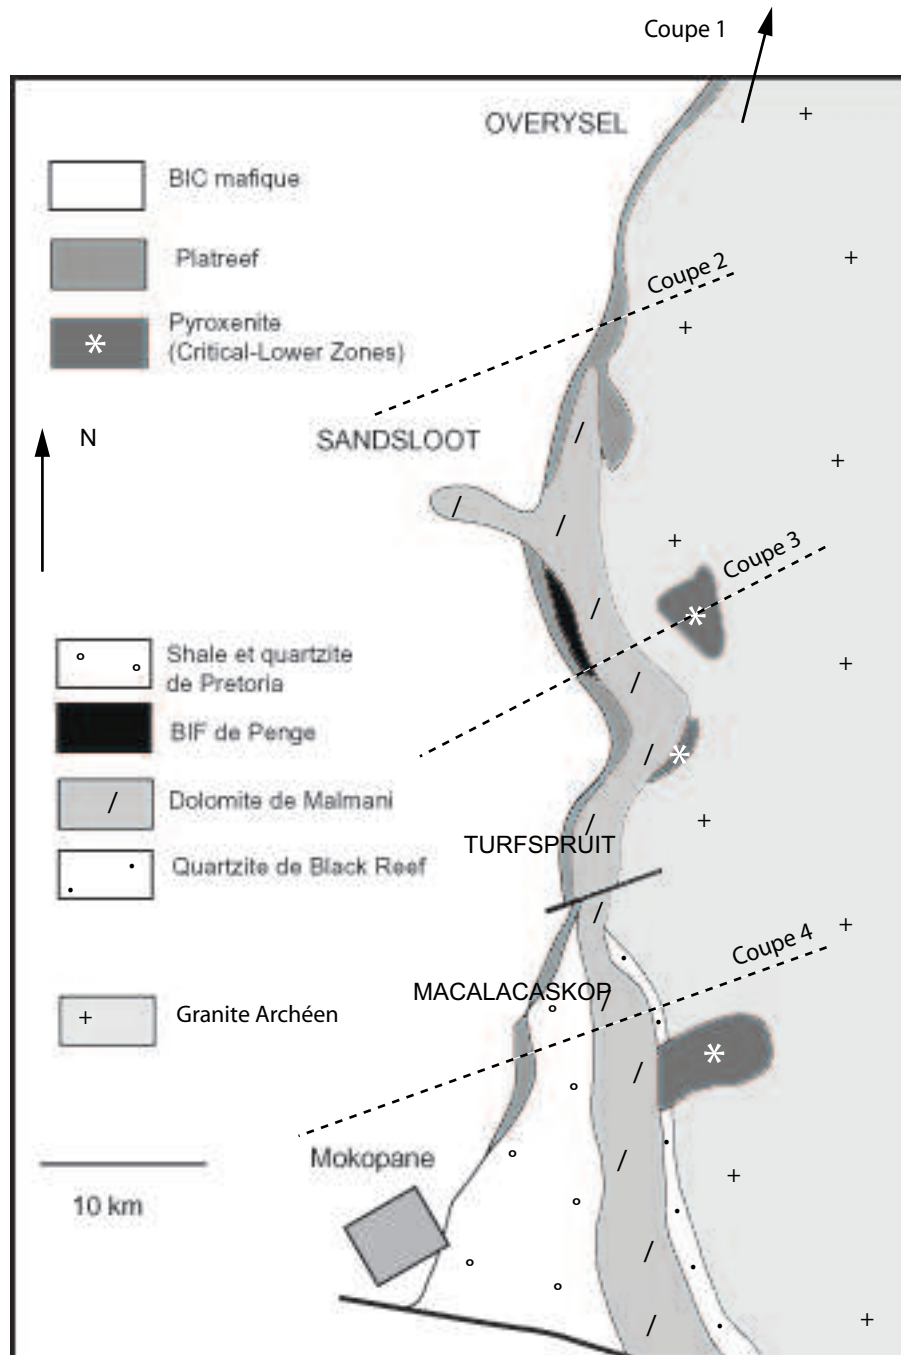 Coupe 1
OVERYSEL
BIC mafique
Platreef
Coupe 2
Pyroxenite
(Critical-Lower Zones)
N
SANDSLOOT
Coupe 3
Shale et quartzite
de Pretoria
BIF de Penge
Dolomite de Malmani
TURFSPRUIT
Quartzite de Black Reef
Coupe 4
MACALACASKOP
Granite Archéen
Mokopane
10 km